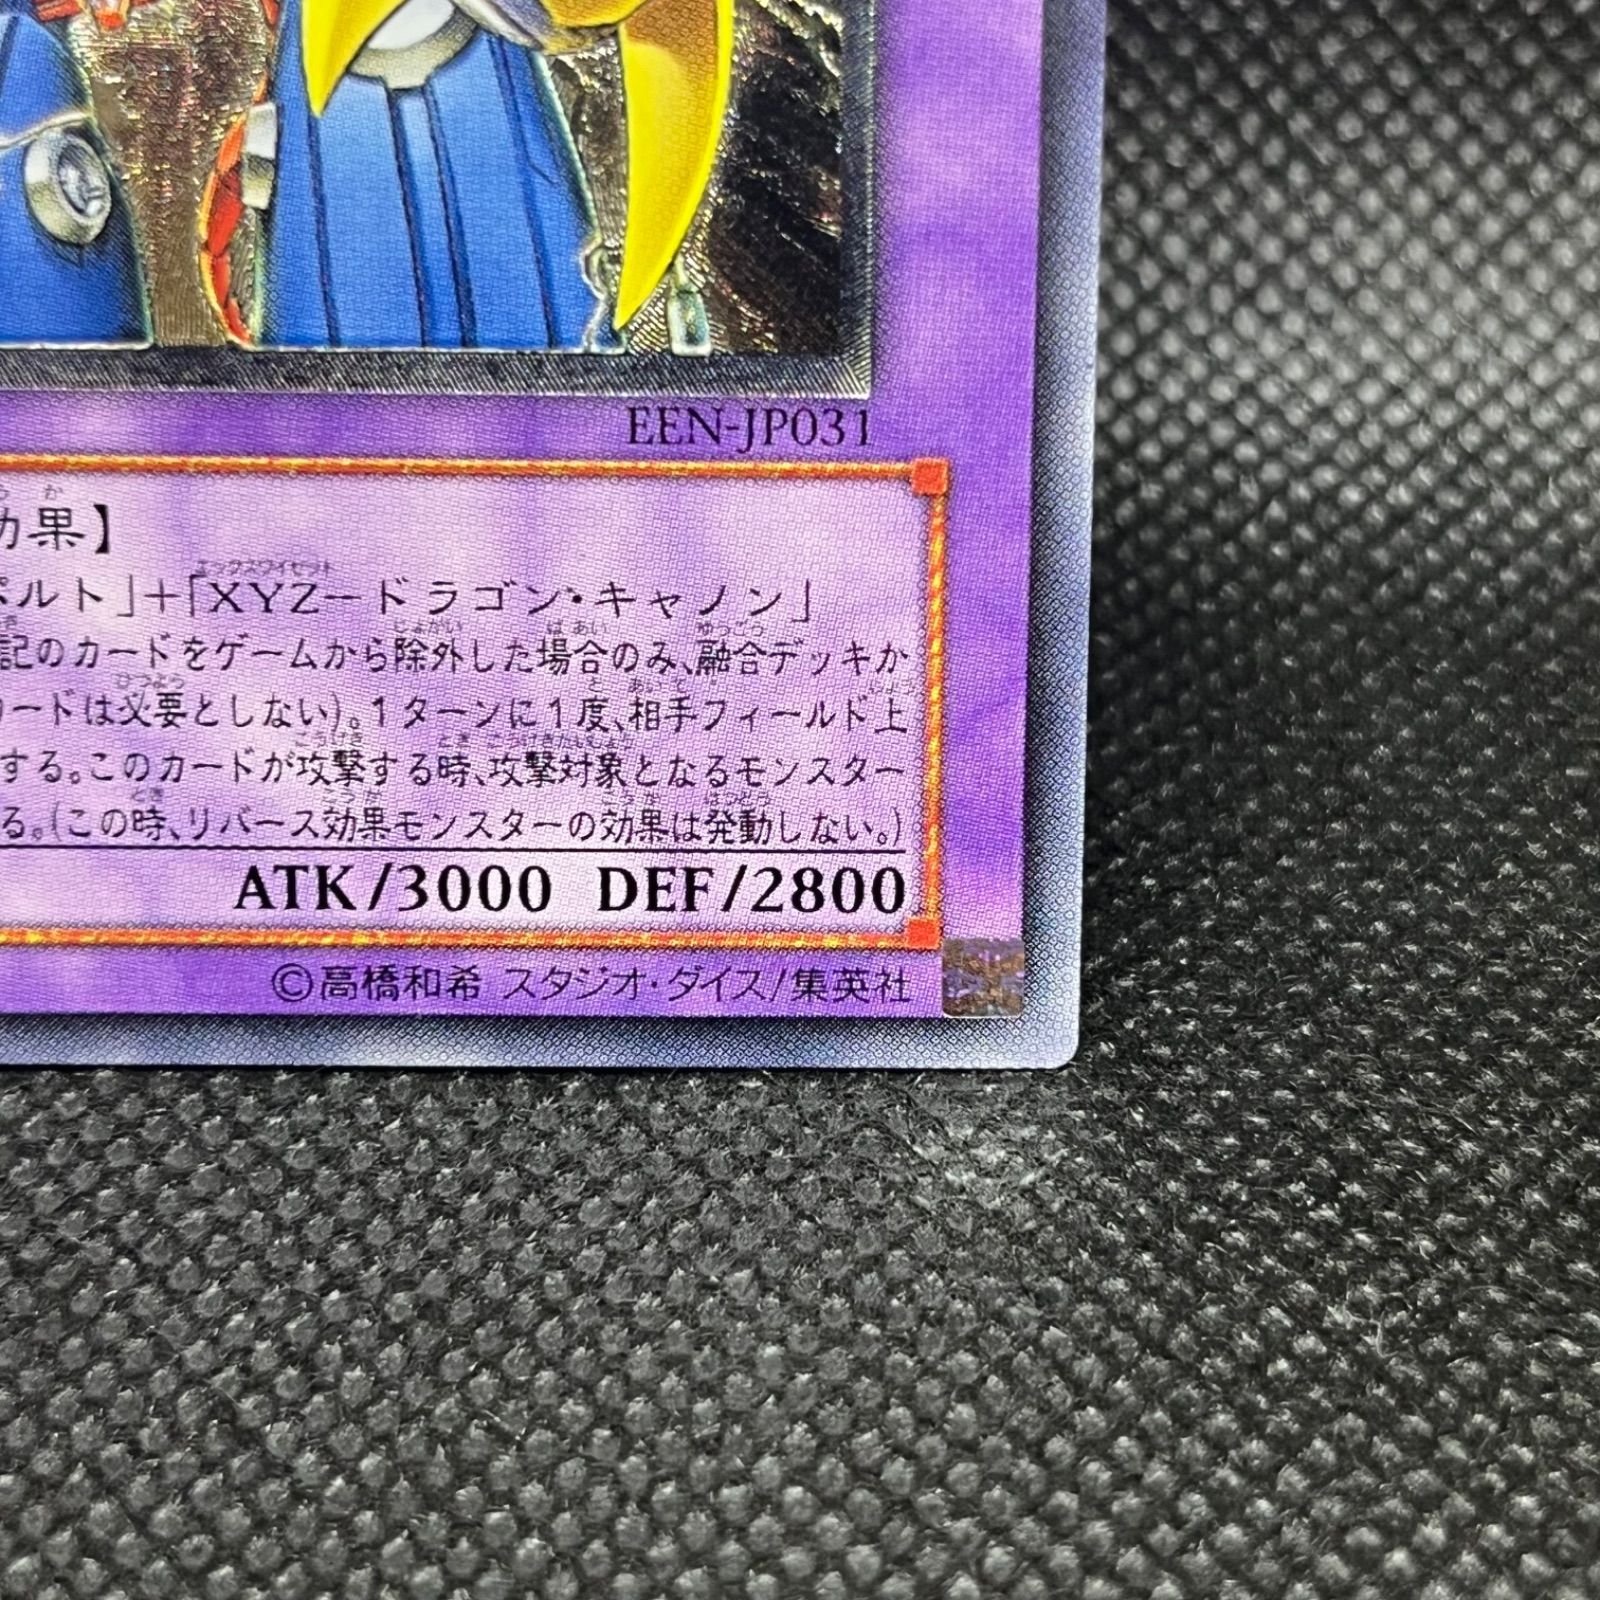 EEN-JP031
効果】
ポルト」+「XYZードラゴン・キャノン」
記のカードをゲームから除外した場合のみ、融合デッキか
カードは必要としない)。1ターンに1度、相手フィールド上
する。このカードが攻撃する時、攻撃対象となるモンスター
る。(この時、リバース効果モンスターの効果は発動しない。)
ATK/3000 DEF/2800
©高橋和希 スタジオ・ダイス/集英社